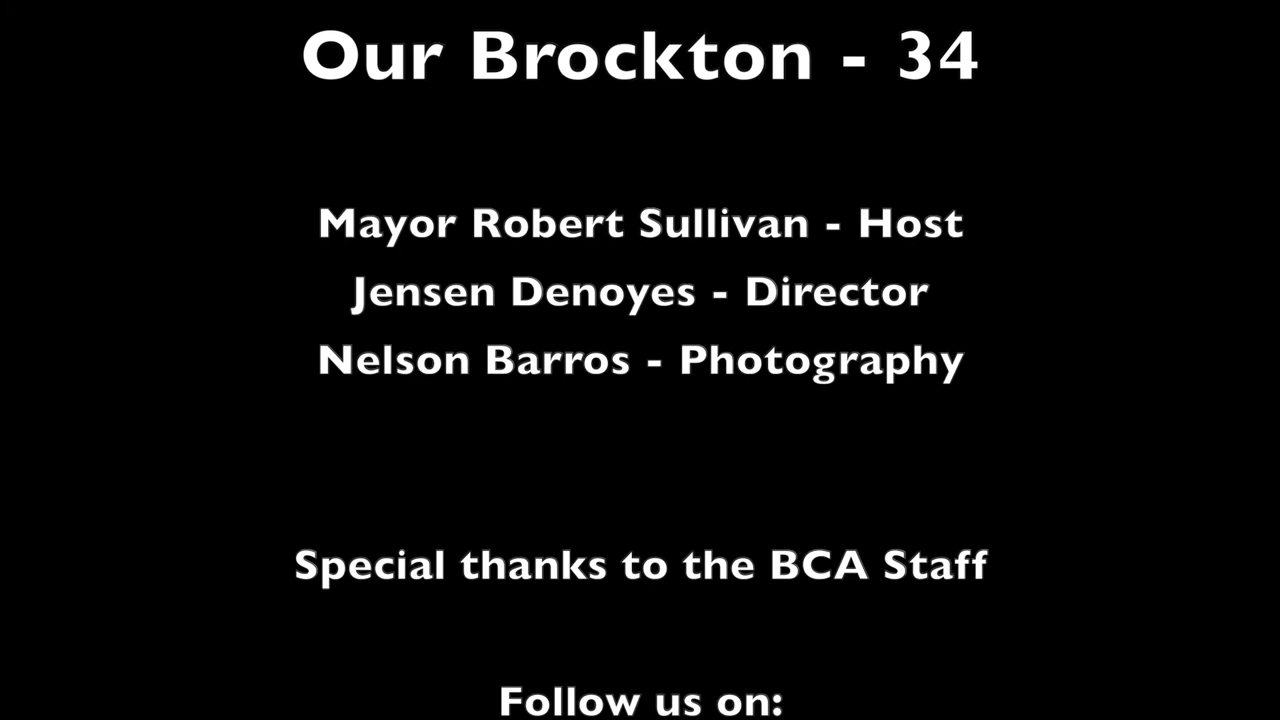 Our Brockton - 34
Mayor Robert Sullivan - Host
Jensen Denoyes - Director
Nelson Barros - Photography
Special thanks to the BCA Staff
Follow us on: